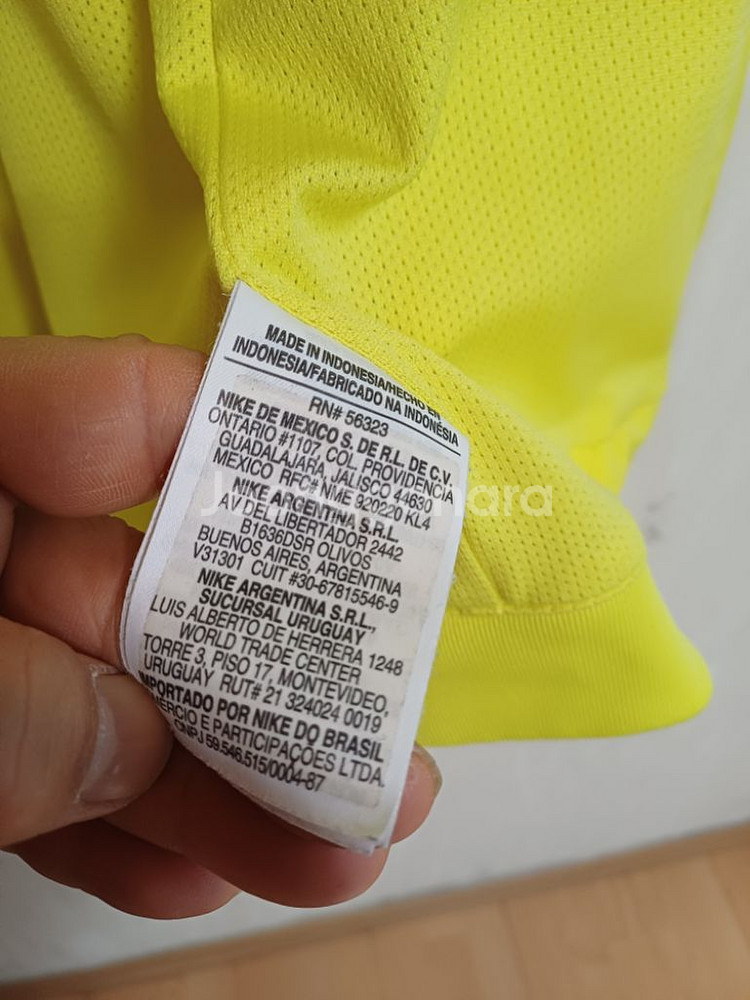 MADE IN INDONESIA/HECHO EN
INDONESIA/FABRICADO NA INDONÉSIA
RN# 56323
NIKE DE MEXICO S. DE R.L. DE C.V.
ONTARIO #1107, COL. PROVIDENCIA
GUADALAJARA, JALISCO 44630
MEXICO RFC# NME 920220 KL4
NIKE ARGENTINA S.R.L.
AV DEL LIBERTADOR 2442
B1636DSR OLIVOS
BUENOS AIRES, ARGENTINA
V31301 CUIT #30-67815546-9
NIKE ARGENTINA S.R.L.,
SUCURSAL URUGUAY
LUIS ALBERTO DE HERRERA 1248
WORLD TRADE CENTER
TORRE 3, PISO 17, MONTEVIDEO,
URUGUAY RUT# 21 324024 0019
IMPORTADO POR NIKE DO BRASIL
E PARTICIPAÇOES LTDA.
CNPJ 59.546.515/0004-87